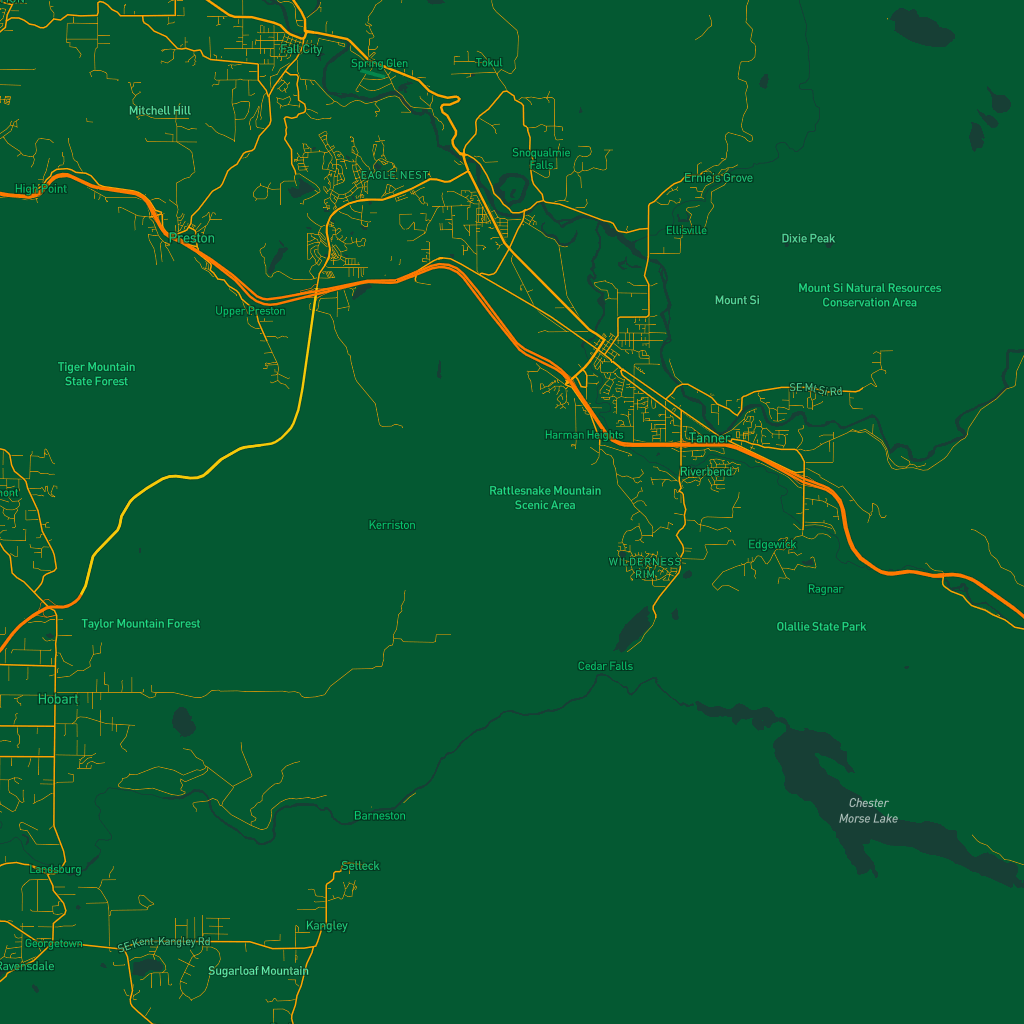 Fall City
Spring Glen
Tokul
Mitchell Hill
Snoqualmie
Falls
EAGLE NEST
Ernie's Grove
High Point
Ellisville
Preston
Dixie Peak
Mount Si Natural Resources
Conservation Area
Mount Si
Upper Preston
Tiger Mountain
State Forest
SE M Si Rd
Harman Heights
Tanner
Riverbend
Rattlesnake Mountain
Scenic Area
mont
Kerriston
Edgewick
WILDERNESS
RIM
Ragnar
Taylor Mountain Forest
Olallie State Park
Cedar Falls
Hobart
Chester
Morse Lake
Barneston
Selleck
Landsburg
Kangley
Georgetown
SE Kent Kangley Rd
Ravensdale
Sugarloaf Mountain